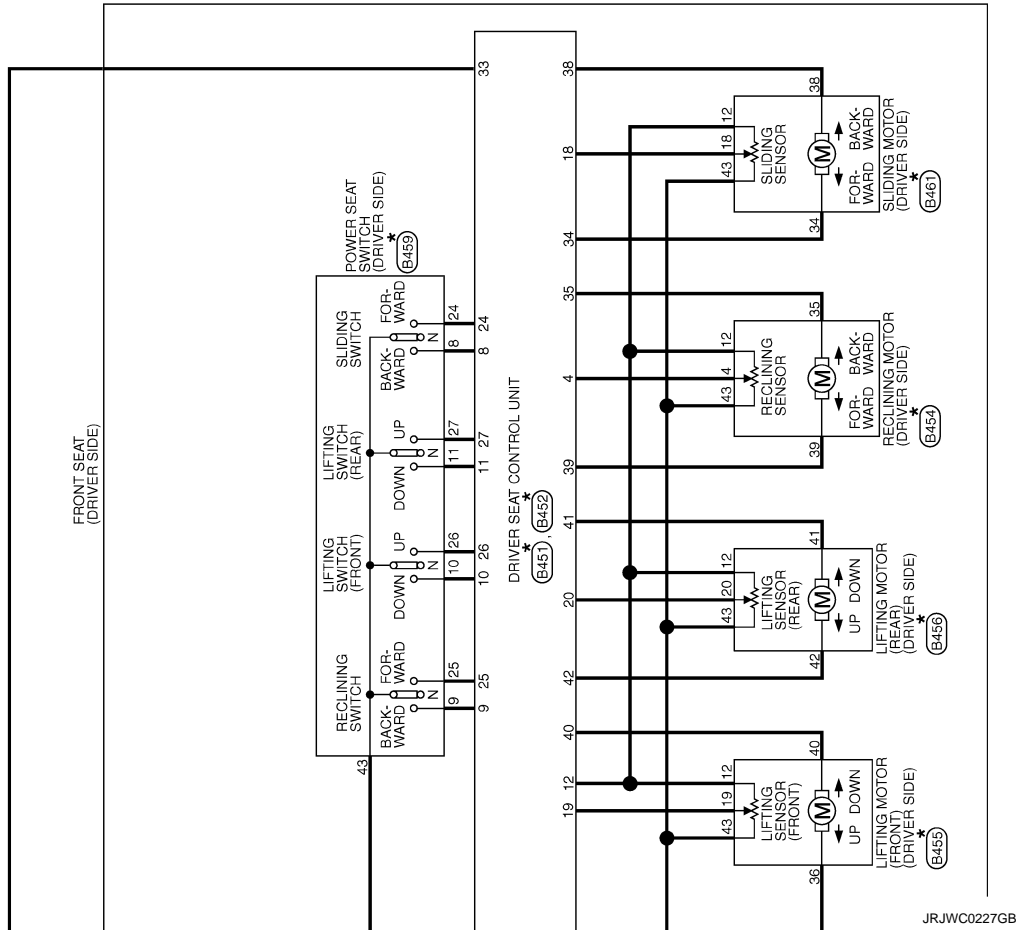 FRONT SEAT
(DRIVER SIDE)
33
POWER SEAT
SWITCH
(DRIVER SIDE)
*
B459
SLIDING
SWITCH
FOR-
WARD
N
BACK-
WARD
24
24
8
8
LIFTING
SWITCH
(REAR)
UP
N
DOWN
27
27
11
11
LIFTING
SWITCH
(FRONT)
UP
N
DOWN
26
26
10
10
RECLINING
SWITCH
FOR-
WARD
N
BACK-
WARD
25
25
9
9
43
DRIVER SEAT CONTROL UNIT
*
B451
,
*
B452
38
18
34
35
4
39
41
20
42
40
12
19
38
12
18
43
SLIDING
SENSOR
M
BACK-
WARD
FOR-
WARD
34
SLIDING MOTOR
(DRIVER SIDE)
*
B461
35
12
4
43
RECLINING
SENSOR
M
BACK-
WARD
FOR-
WARD
39
RECLINING MOTOR
(DRIVER SIDE)
*
B454
41
12
20
43
LIFTING
SENSOR
(REAR)
M
DOWN
UP
42
LIFTING MOTOR
(REAR)
(DRIVER SIDE)
*
B456
40
12
19
43
LIFTING
SENSOR
(FRONT)
M
DOWN
UP
36
LIFTING MOTOR
(FRONT)
(DRIVER SIDE)
*
B455
JRJWC0227GB